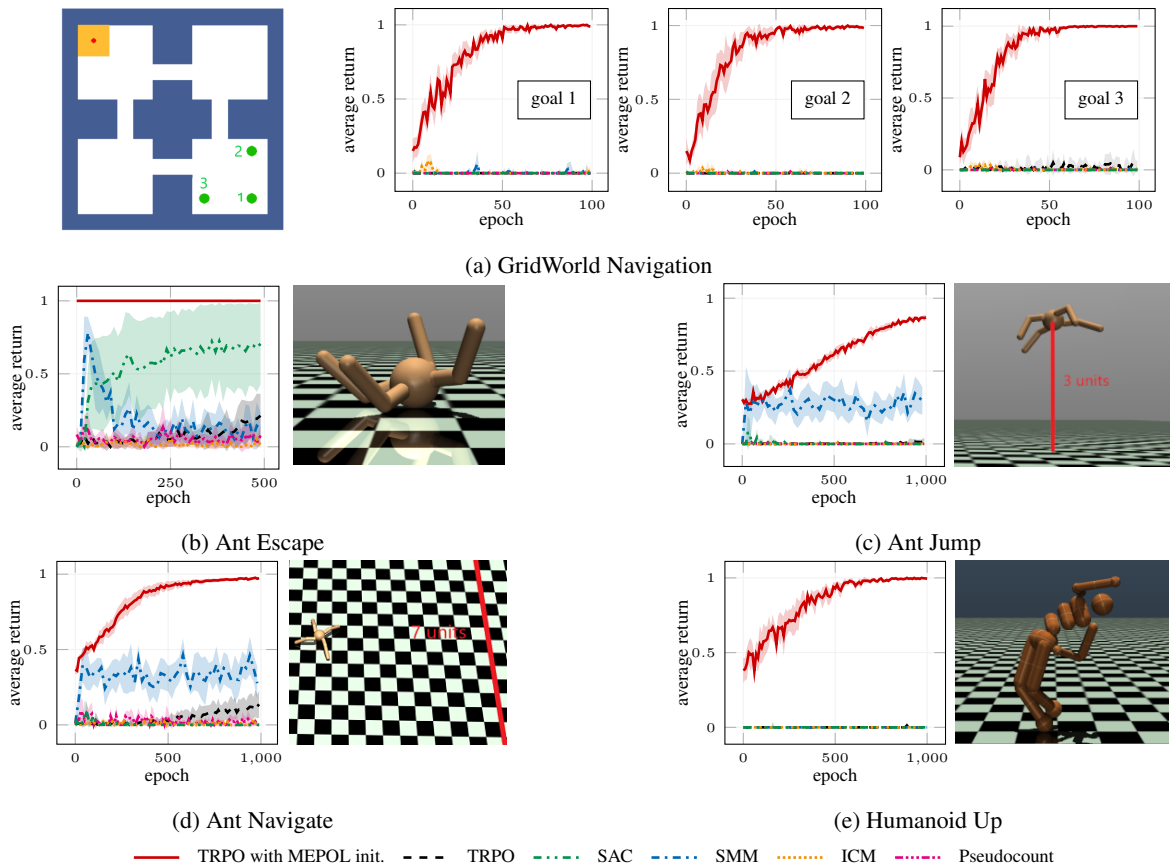 2
3
1
average return
1
0.5
0
goal 1
0
50
100
epoch
average return
1
0.5
0
goal 2
0
50
100
epoch
average return
1
0.5
0
goal 3
0
50
100
epoch
(a) GridWorld Navigation
average return
1
0.5
0
0
250
500
epoch
(b) Ant Escape
average return
1
0.5
0
0
500
1,000
epoch
3 units
(c) Ant Jump
average return
1
0.5
0
0
500
1,000
epoch
7 units
(d) Ant Navigate
average return
1
0.5
0
0
500
1,000
epoch
(e) Humanoid Up
TRPO with MEPOL init. TRPO SAC SMM ICM Pseudocount